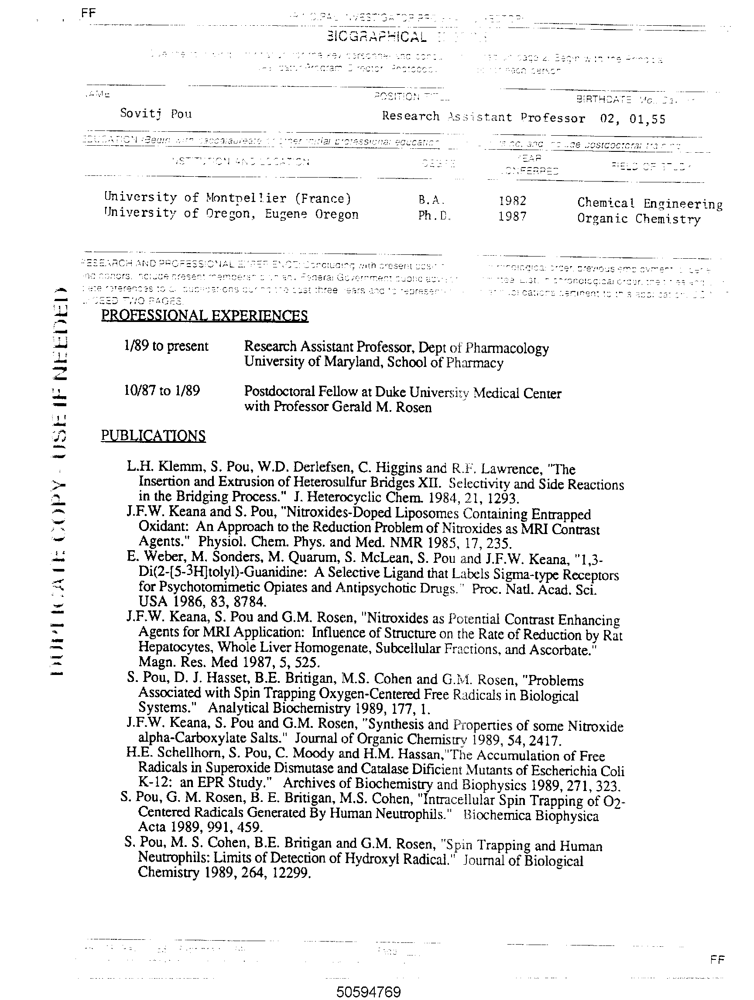 FF
BIOGRAPHICAL
BIRTHDATE
POSITION
Sovitj Pou Research Assistant Professor 02, 01,55
INSTITUTION AND LOCATION
YEAR
CONFERRED
FIELD OF STUDY
University of Montpellier (France) B.A. 1982 Chemical Engineering
University of Oregon, Eugene Oregon Ph.D. 1987 Organic Chemistry
RESEARCH AND PROFESSIONAL Concluding with present
TWO PAGES.
DUPLICATE COPY - USE IF NEEDED)
PROFESSIONAL EXPERIENCES
1/89 to present Research Assistant Professor, Dept of Pharmacology
University of Maryland, School of Pharmacy
10/87 to 1/89 Postdoctoral Fellow at Duke University Medical Center
with Professor Gerald M. Rosen
PUBLICATIONS
L.H. Klemm, S. Pou, W.D. Derlefsen, C. Higgins and R.F. Lawrence, "The
Insertion and Extrusion of Heterosulfur Bridges XII. Selectivity and Side Reactions
in the Bridging Process." J. Heterocyclic Chem. 1984, 21, 1293.
J.F.W. Keana and S. Pou, "Nitroxides-Doped Liposomes Containing Entrapped
Oxidant: An Approach to the Reduction Problem of Nitroxides as MRI Contrast
Agents." Physiol. Chem. Phys. and Med. NMR 1985, 17, 235.
E. Weber, M. Sonders, M. Quarum, S. McLean, S. Pou and J.F.W. Keana, "1,3-
Di(2-[5-3H]tolyl)-Guanidine: A Selective Ligand that Labels Sigma-type Receptors
for Psychotomimetic Opiates and Antipsychotic Drugs." Proc. Natl. Acad. Sci.
USA 1986, 83, 8784.
J.F.W. Keana, S. Pou and G.M. Rosen, "Nitroxides as Potential Contrast Enhancing
Agents for MRI Application: Influence of Structure on the Rate of Reduction by Rat
Hepatocytes, Whole Liver Homogenate, Subcellular Fractions, and Ascorbate."
Magn. Res. Med 1987, 5, 525.
S. Pou, D. J. Hasset, B.E. Britigan, M.S. Cohen and G.M. Rosen, "Problems
Associated with Spin Trapping Oxygen-Centered Free Radicals in Biological
Systems." Analytical Biochemistry 1989, 177, 1.
J.F.W. Keana, S. Pou and G.M. Rosen, "Synthesis and Properties of some Nitroxide
alpha-Carboxylate Salts." Journal of Organic Chemistry 1989, 54, 2417.
H.E. Schellhorn, S. Pou, C. Moody and H.M. Hassan,"The Accumulation of Free
Radicals in Superoxide Dismutase and Catalase Dificient Mutants of Escherichia Coli
K-12: an EPR Study." Archives of Biochemistry and Biophysics 1989, 271, 323.
S. Pou, G. M. Rosen, B. E. Britigan, M.S. Cohen, "Intracellular Spin Trapping of O2-
Centered Radicals Generated By Human Neutrophils." Biochemica Biophysica
Acta 1989, 991, 459.
S. Pou, M. S. Cohen, B.E. Britigan and G.M. Rosen, "Spin Trapping and Human
Neutrophils: Limits of Detection of Hydroxyl Radical." Journal of Biological
Chemistry 1989, 264, 12299.
FF
50594769